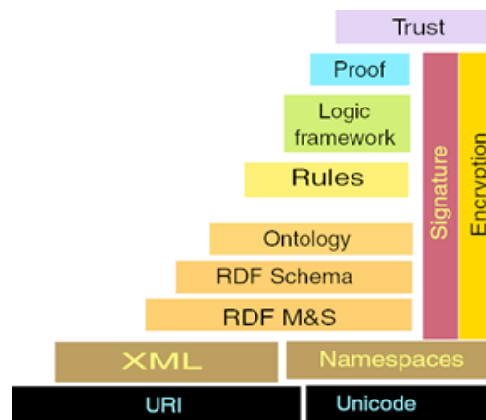 Trust
Proof
Logic
framework
Rules
Ontology
RDF Schema
RDF M&S
Signature
Encryption
XML
Namespaces
URI
Unicode